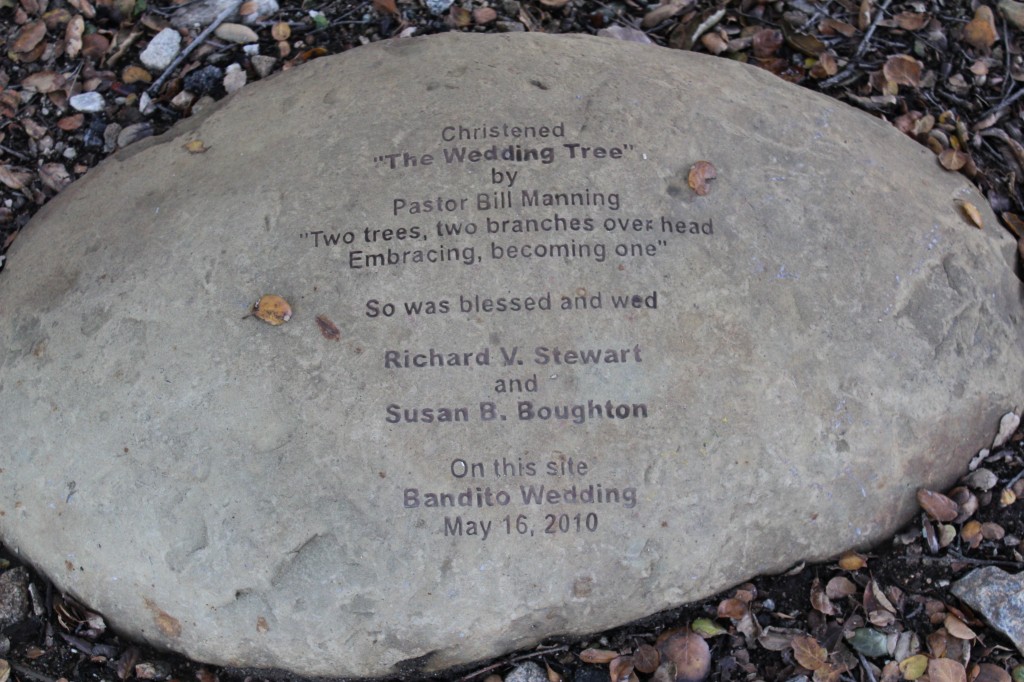 Christened
"The Wedding Tree"
by
Pastor Bill Manning
"Two trees, two branches over head
Embracing, becoming one"
So was blessed and wed
Richard V. Stewart
and
Susan B. Boughton
On this site
Bandito Wedding
May 16, 2010